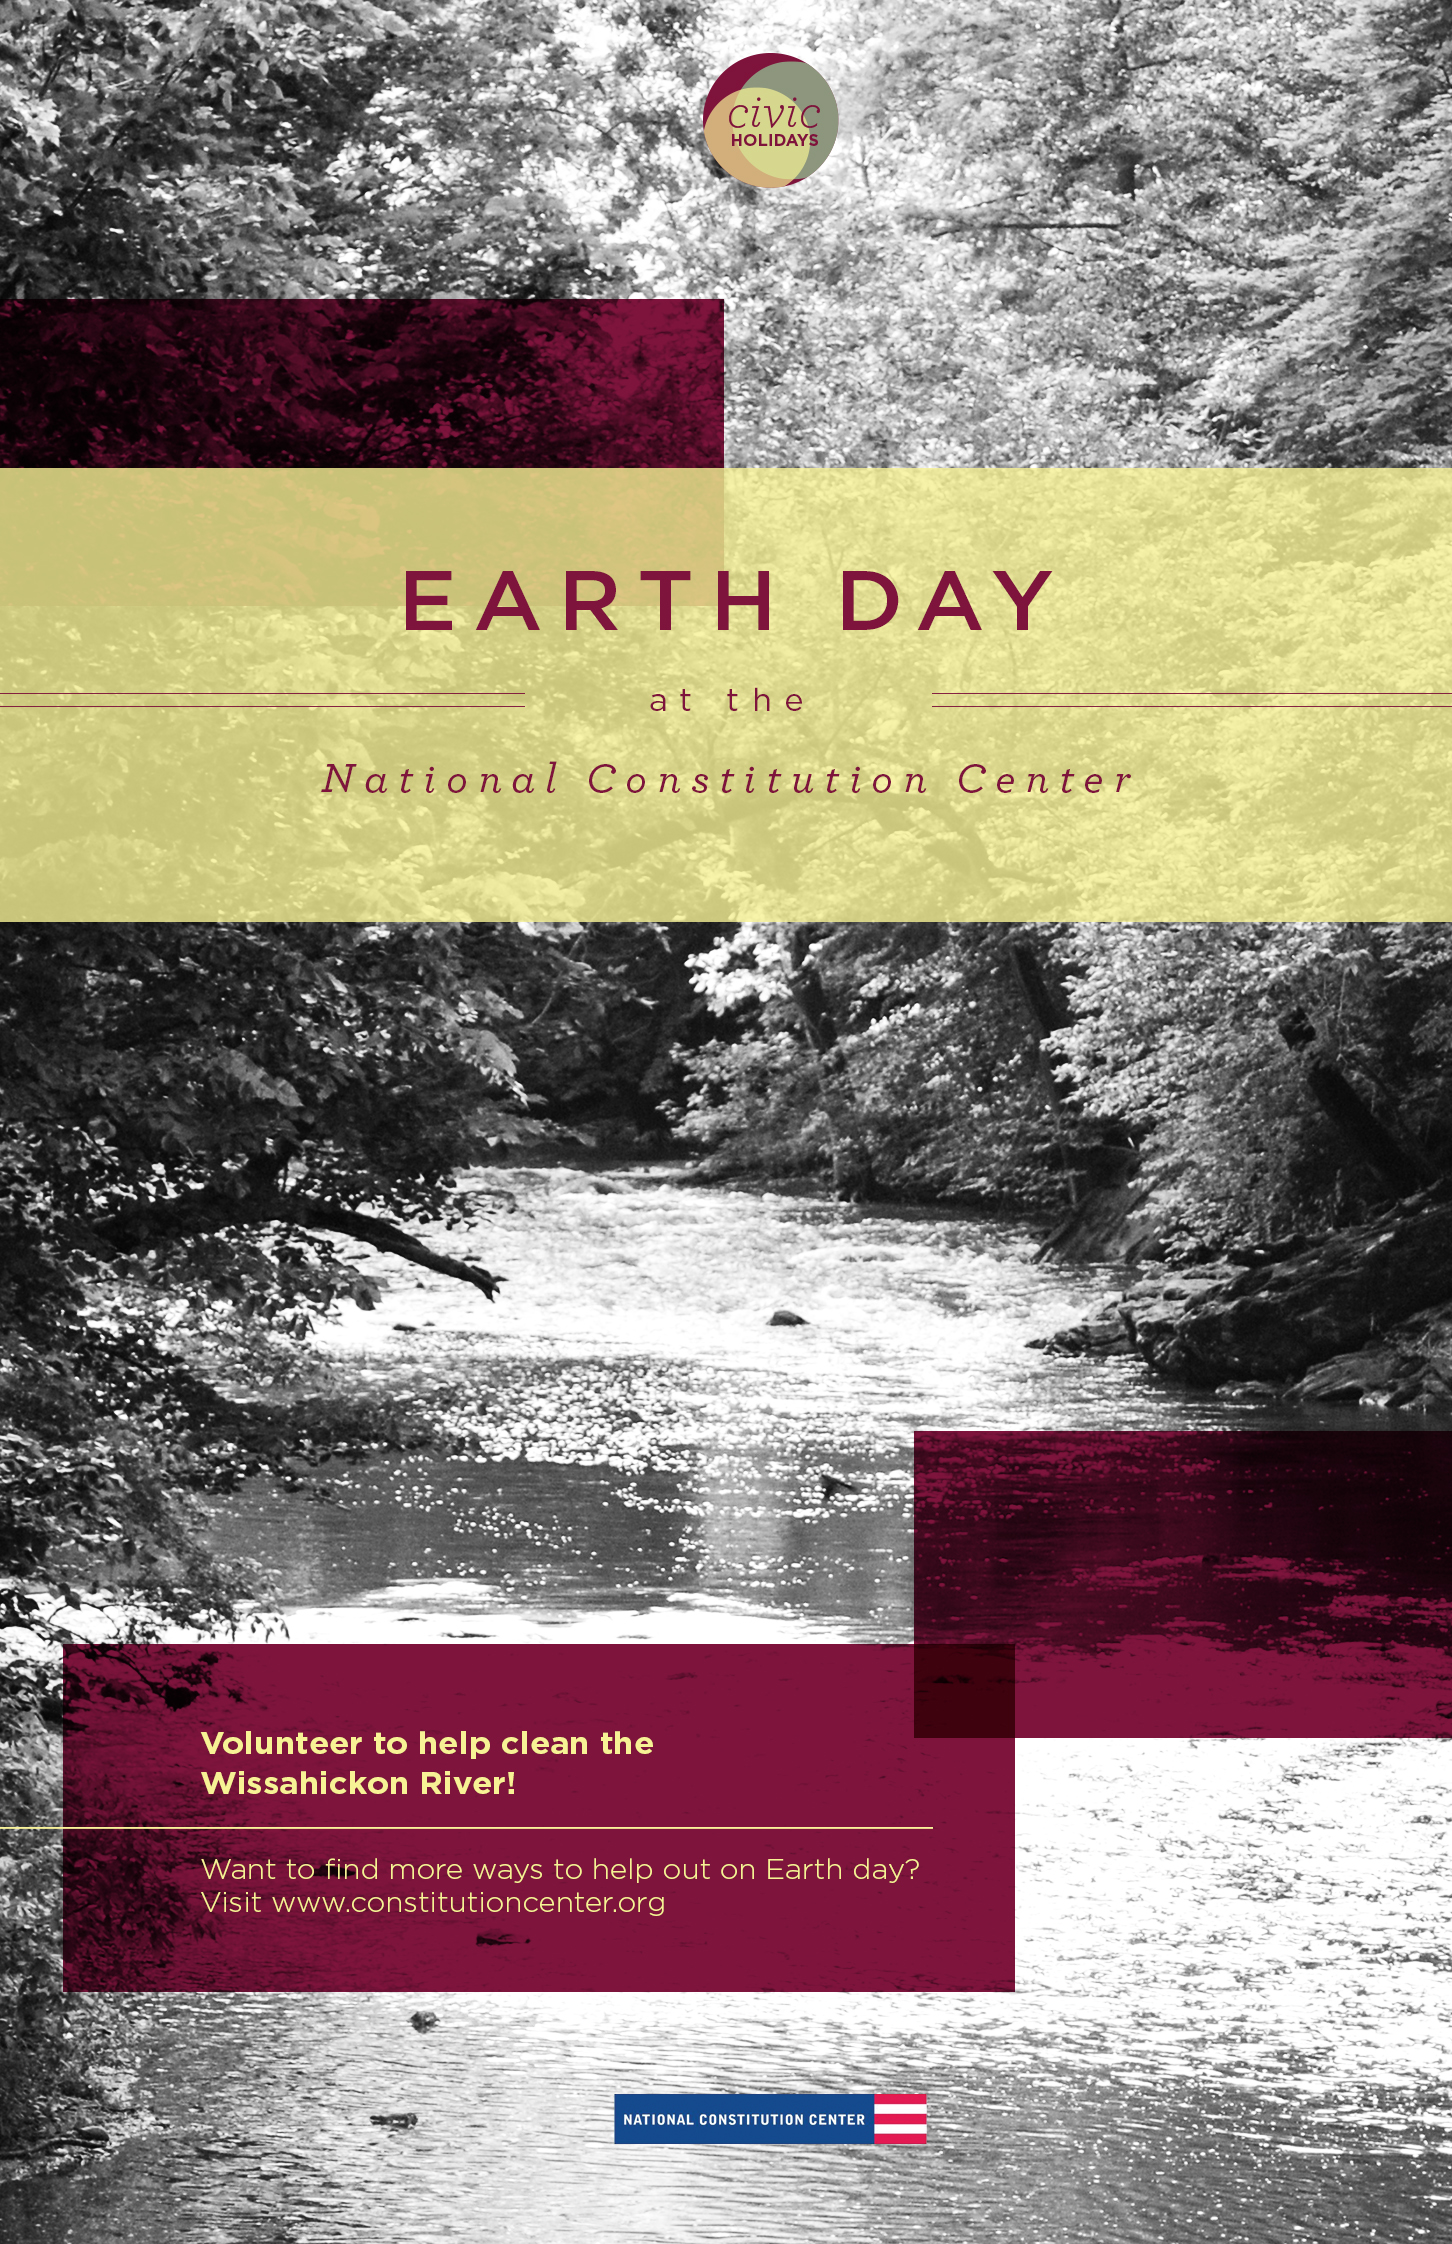 civic
HOLIDAYS
EARTH DAY
at the
National Constitution Center
Volunteer to help clean the
Wissahickon River!
Want to find more ways to help out on Earth day?
Visit www.constitutioncenter.org
NATIONAL CONSTITUTION CENTER